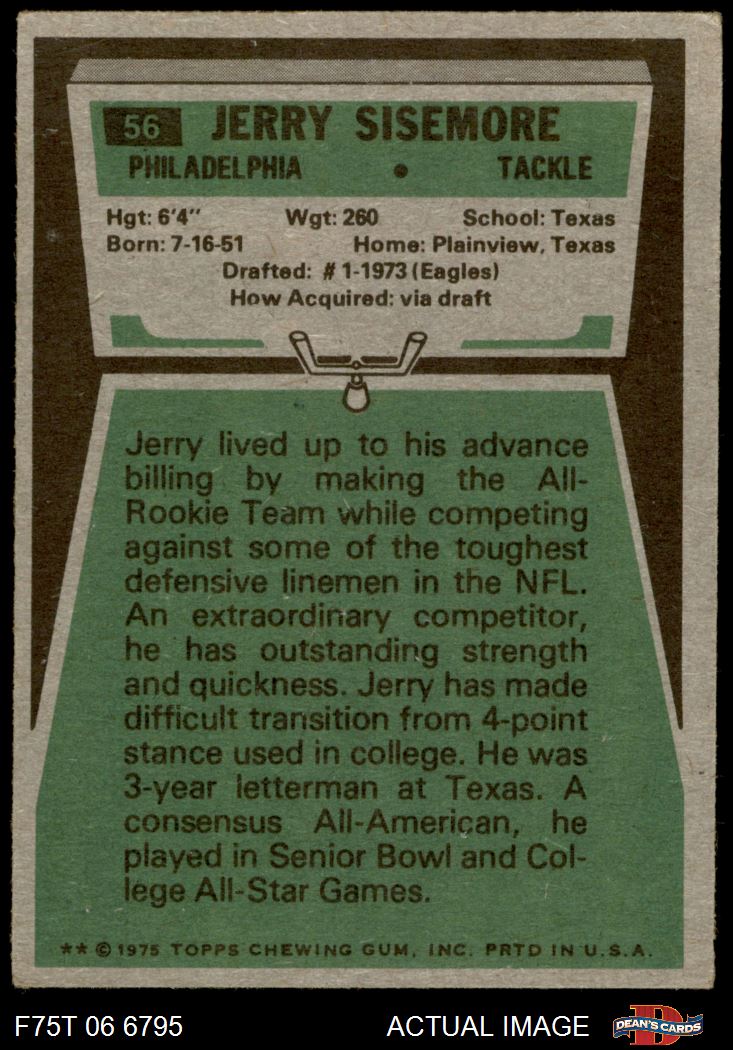 56 JERRY SISEMORE
PHILADELPHIA • TACKLE
Hgt: 6'4" Wgt: 260 School: Texas
Born: 7-16-51 Home: Plainview, Texas
Drafted: #1-1973 (Eagles)
How Acquired: via draft
Jerry lived up to his advance
billing by making the All-
Rookie Team while competing
against some of the toughest
defensive linemen in the NFL.
An extraordinary competitor,
he has outstanding strength
and quickness. Jerry has made
difficult transition from 4-point
stance used in college. He was
3-year letterman at Texas. A
consensus All-American, he
played in Senior Bowl and Col-
lege All-Star Games.
** © 1975 TOPPS CHEWING GUM, INC. PRTD IN U.S.A.
F75T 06 6795 ACTUAL IMAGE D DEAN'S CARDS